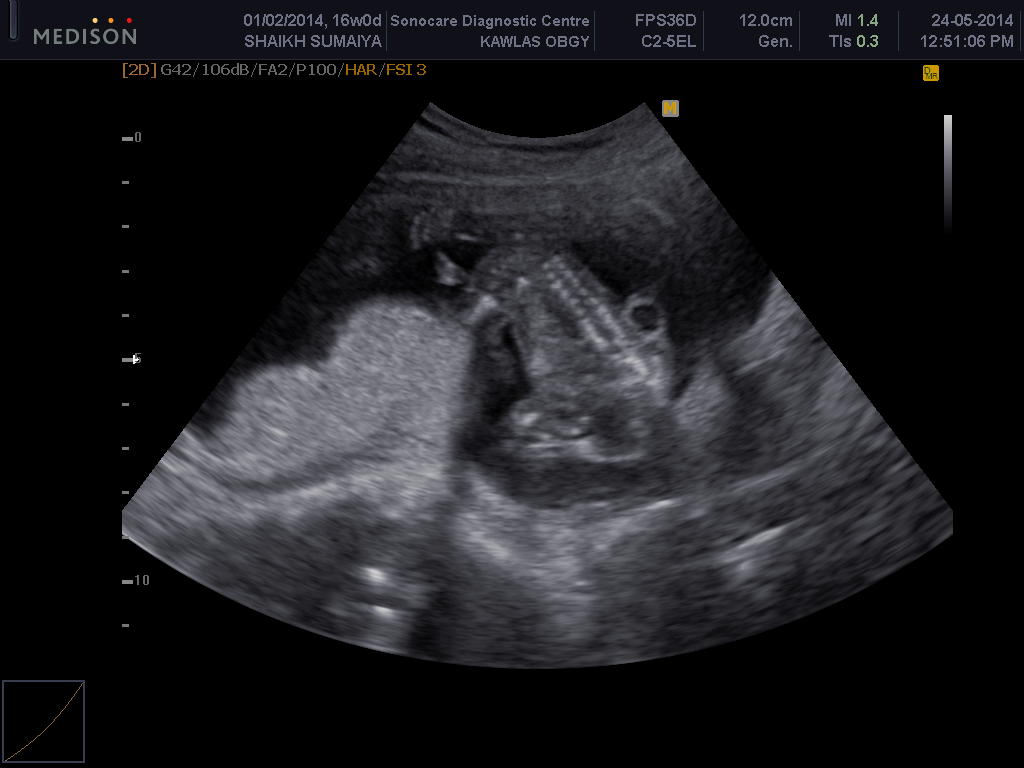 MEDISON
01/02/2014, 16w0d Sonocare Diagnostic Centre FPS36D 12.0cm MI 1.4 24-05-2014
SHAIKH SUMAIYA KAWLAS OBGY C2-5EL Gen. TIs 0.3 12:51:06 PM
[2D] G42/106dB/FA2/P100/HAR/FSI 3
M
0
5
10